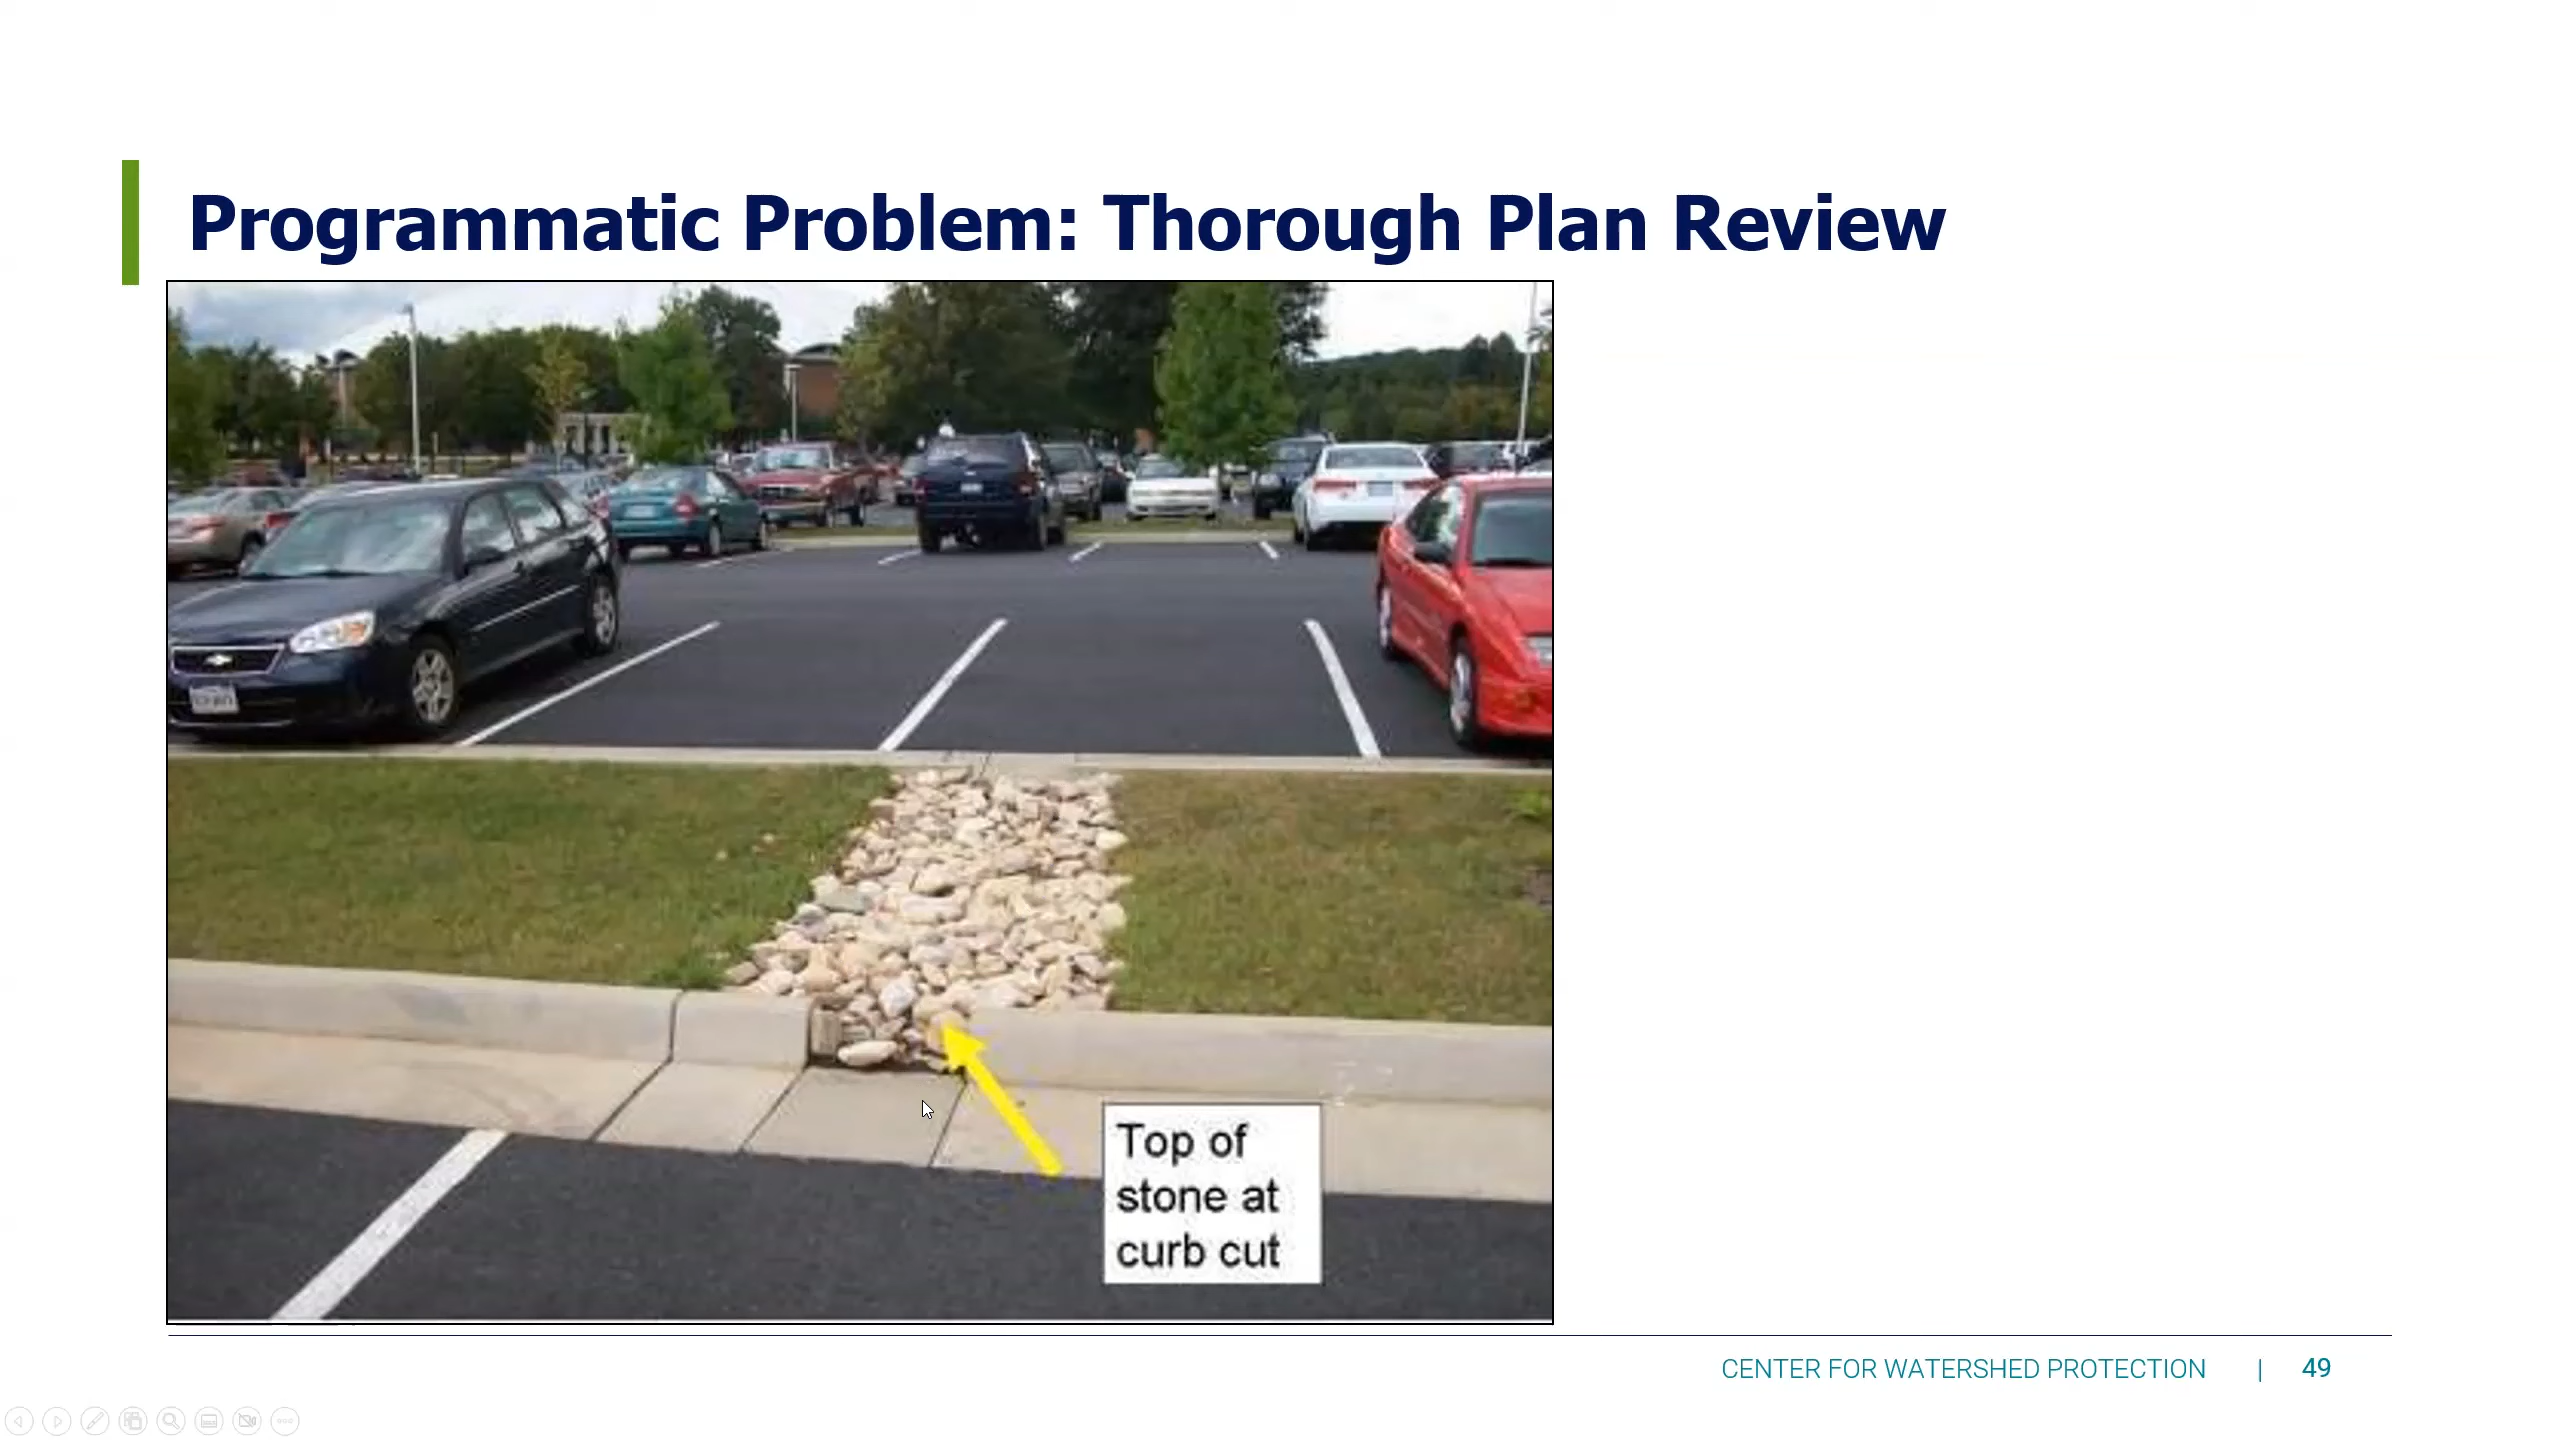 Programmatic Problem: Thorough Plan Review
Top of
stone at
curb cut
CENTER FOR WATERSHED PROTECTION | 49